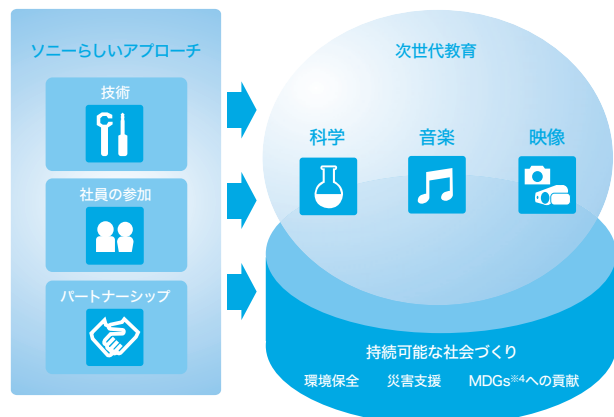 ソニーらしいアプローチ
技術
社員の参加
パートナーシップ
次世代教育
科学 音楽 映像
持続可能な社会づくり
環境保全 災害支援 MDGs※4への貢献